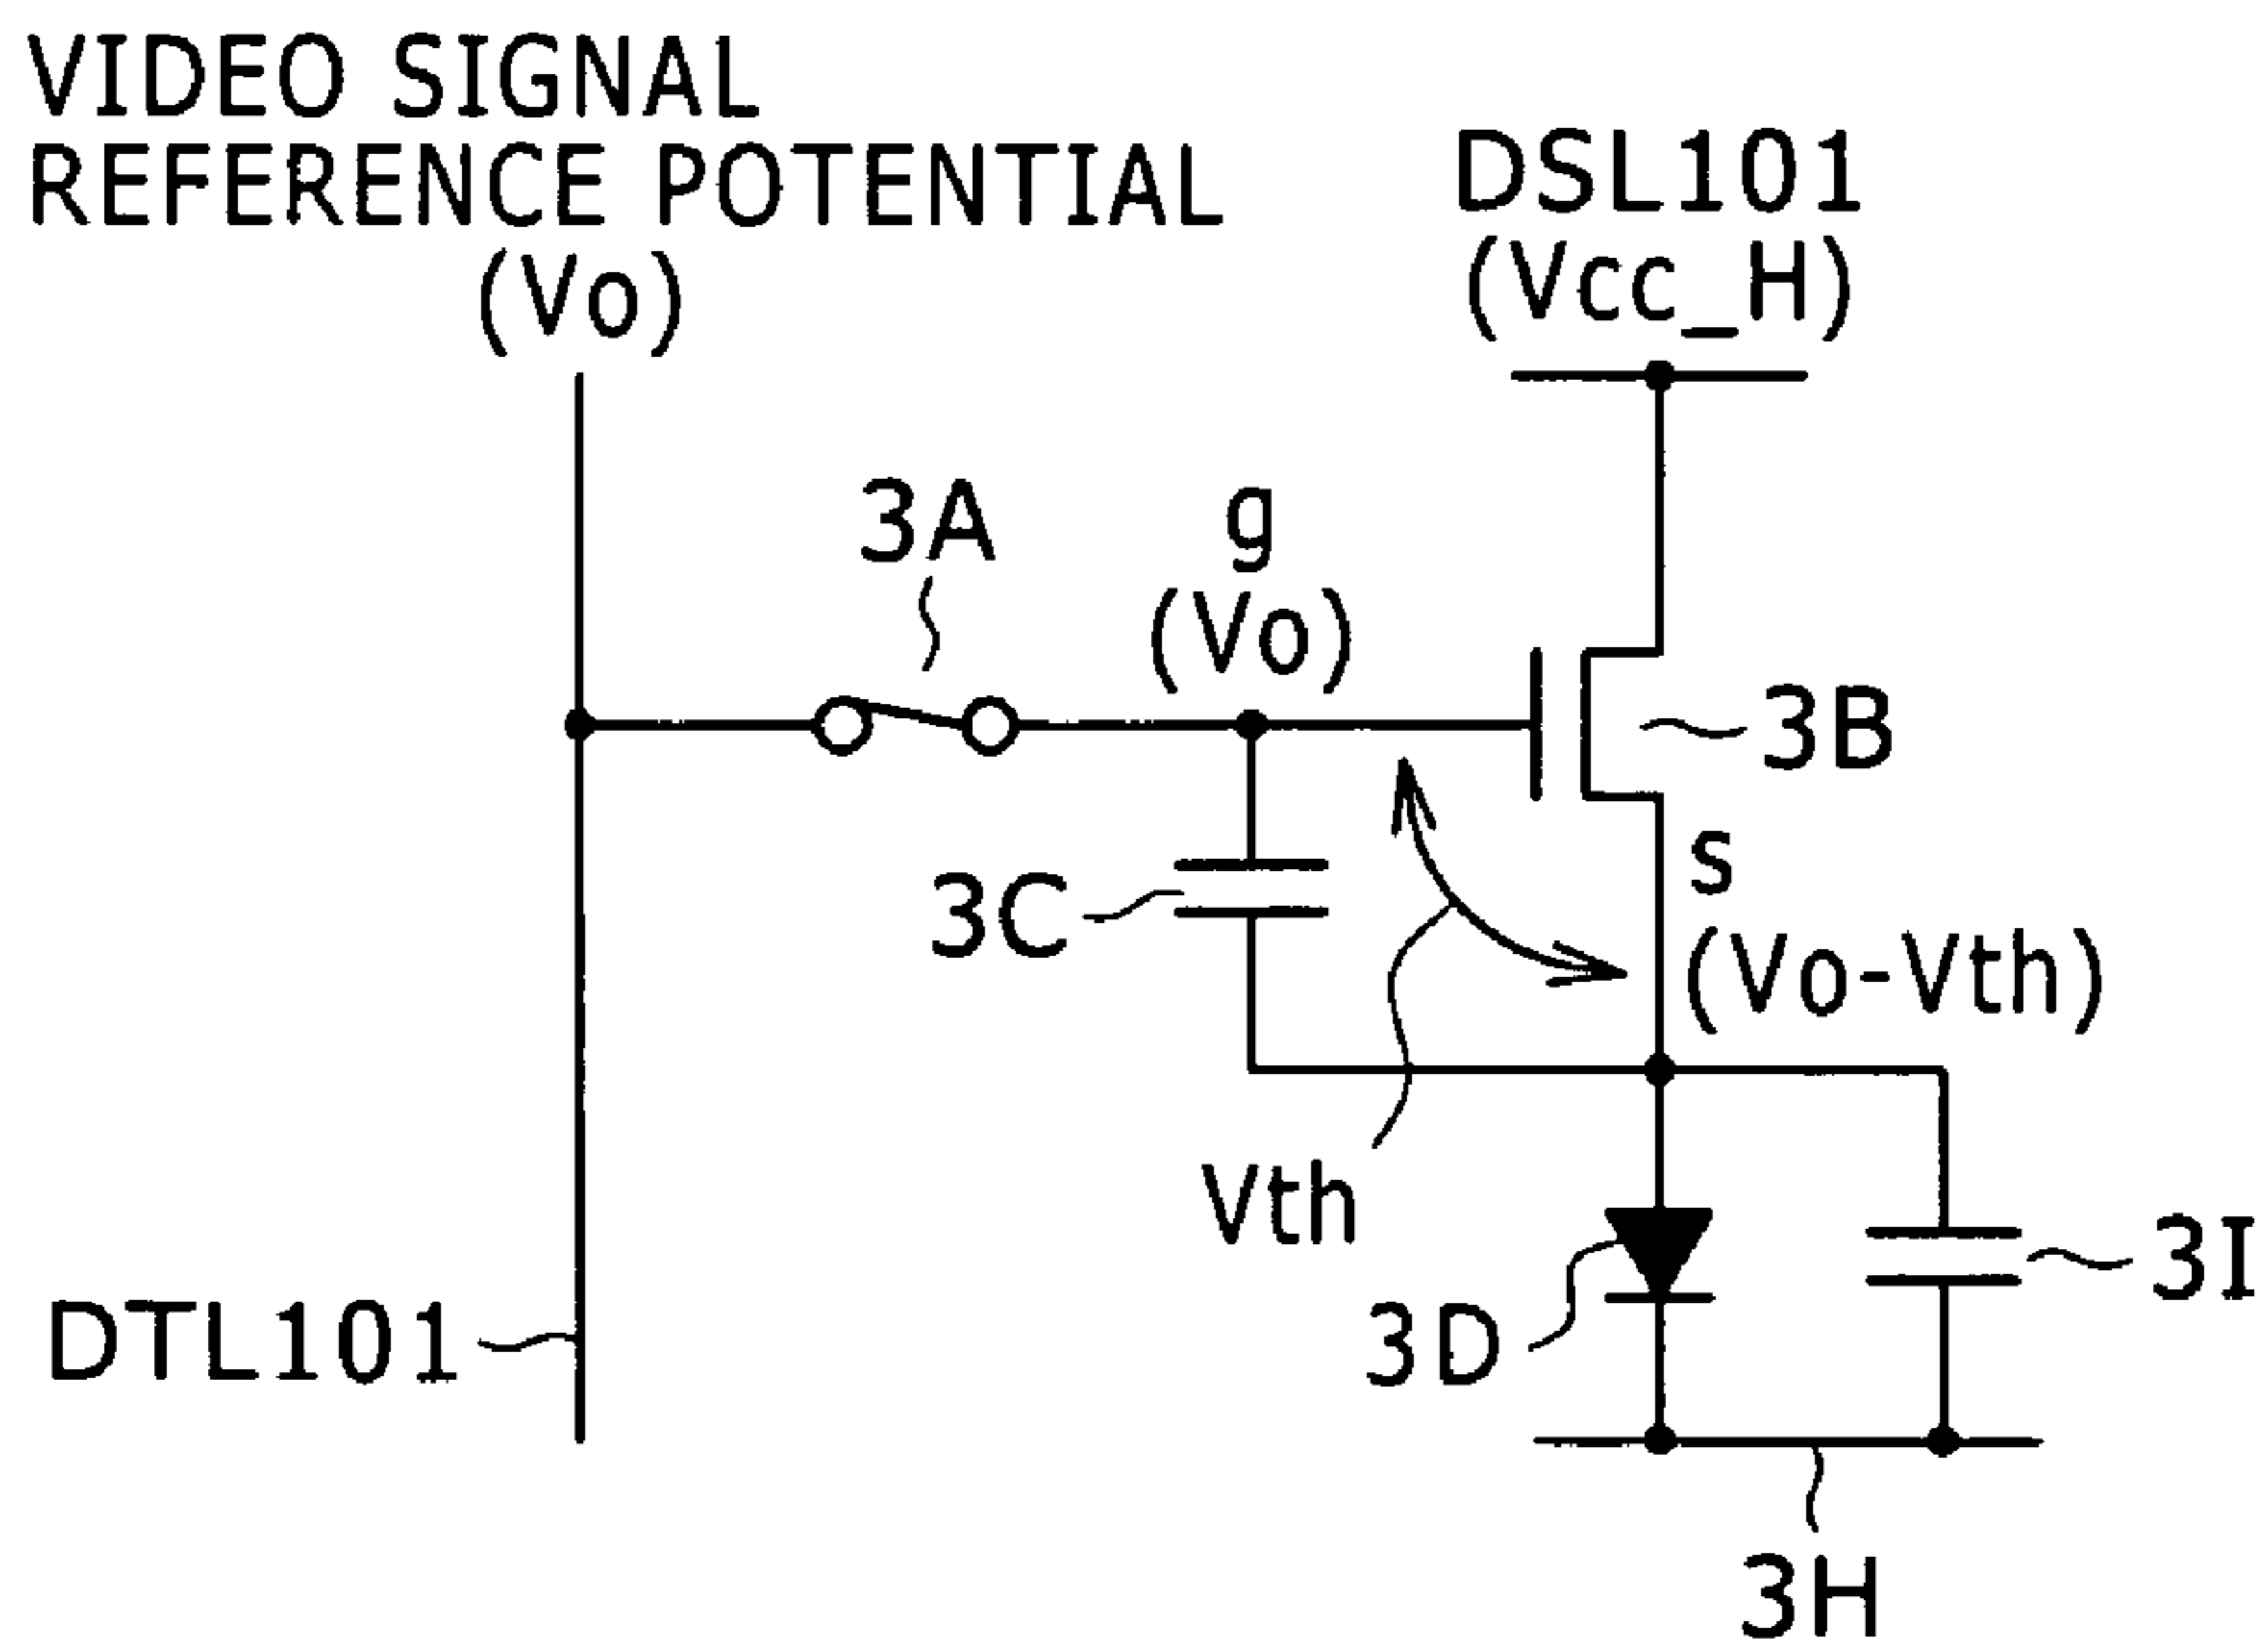 VIDEO SIGNAL
REFERENCE POTENTIAL
(Vo)
DSL101
(Vcc_H)
3A
g
(Vo)
3B
3C
s
(Vo-Vth)
Vth
3D
3I
DTL101
3H